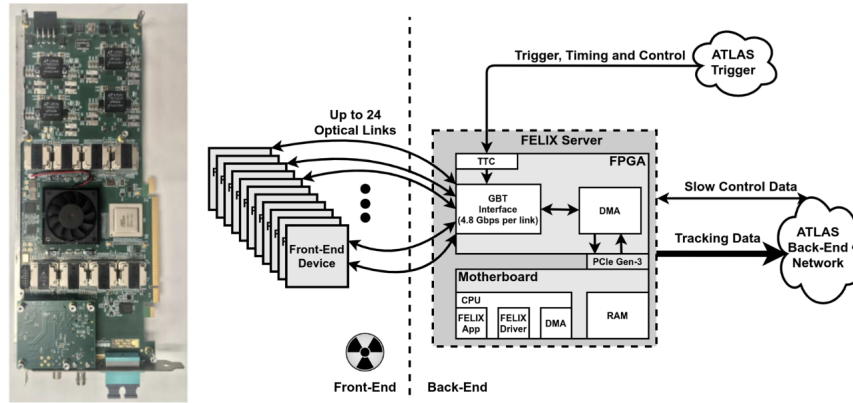 Trigger, Timing and Control
ATLAS
Trigger
Up to 24
Optical Links
FELIX Server
FPGA
TTC
GBT
Interface
(4.8 Gbps per link)
DMA
Slow Control Data
ATLAS
Back-End
Network
Tracking Data
Front-End
Device
PCIe Gen-3
Motherboard
CPU
FELIX
App
FELIX
Driver
DMA
RAM
Front-End
Back-End